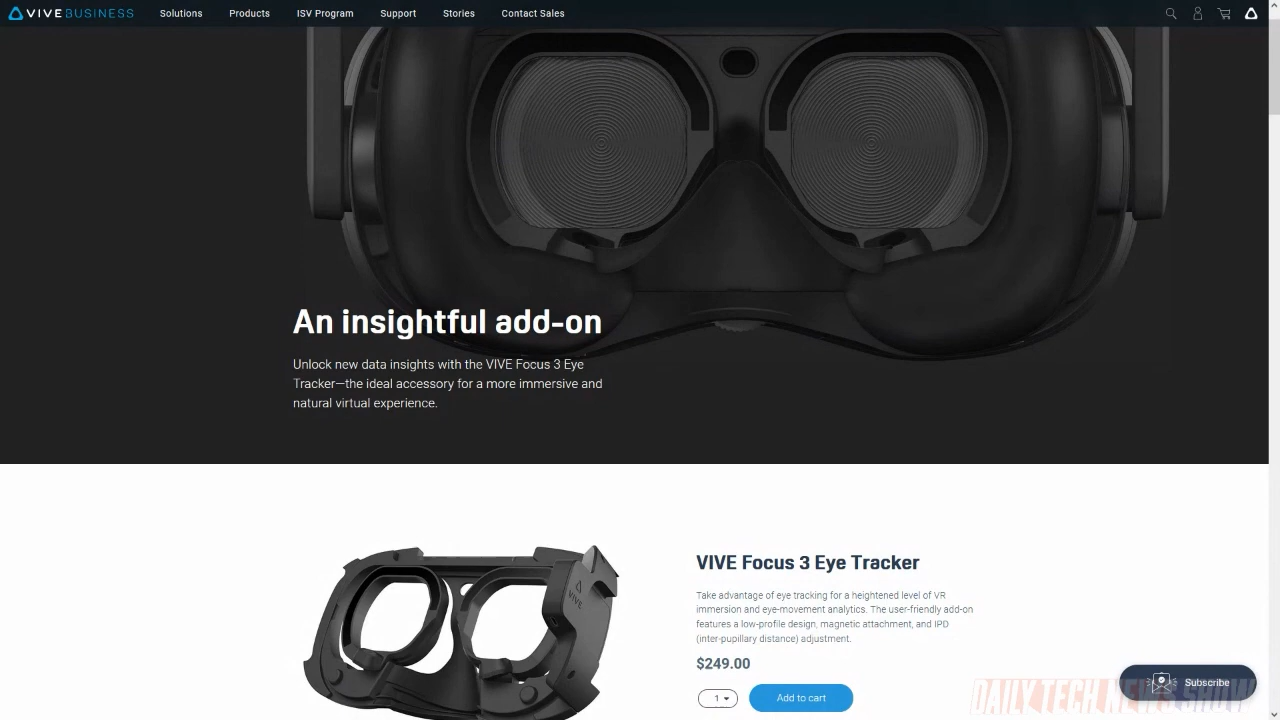 VIVE BUSINESS
Solutions
Products
ISV Program
Support
Stories
Contact Sales
An insightful add-on
Unlock new data insights with the VIVE Focus 3 Eye
Tracker—the ideal accessory for a more immersive and
natural virtual experience.
VIVE
VIVE Focus 3 Eye Tracker
Take advantage of eye tracking for a heightened level of VR
immersion and eye-movement analytics. The user-friendly add-on
features a low-profile design, magnetic attachment, and IPD
(inter-pupillary distance) adjustment.
$249.00
1
Add to cart
Subscribe
DAILY TECH NEWS SHOW